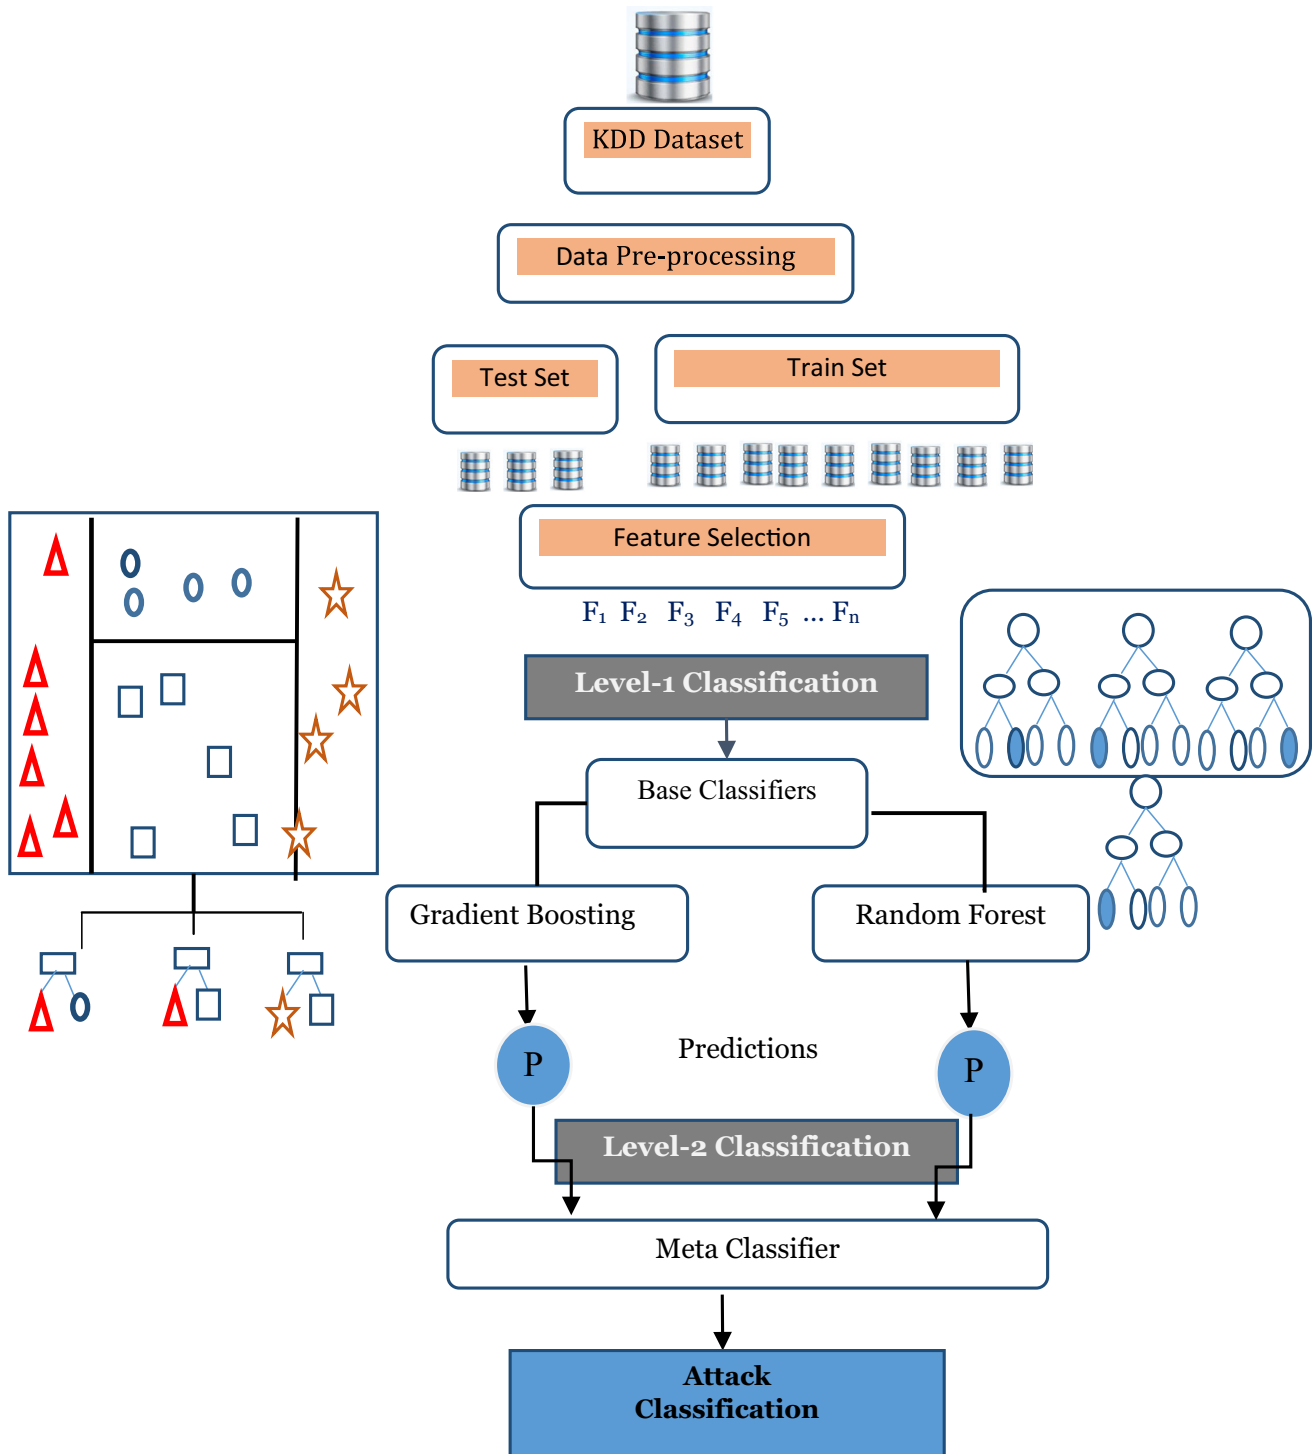 KDD Dataset
Data Pre-processing
Test Set
Train Set
Feature Selection
F₁ F₂ F₃ F₄ F₅ ... Fₙ
Level-1 Classification
Base Classifiers
Gradient Boosting
Random Forest
P
Predictions
P
Level-2 Classification
Meta Classifier
Attack
Classification